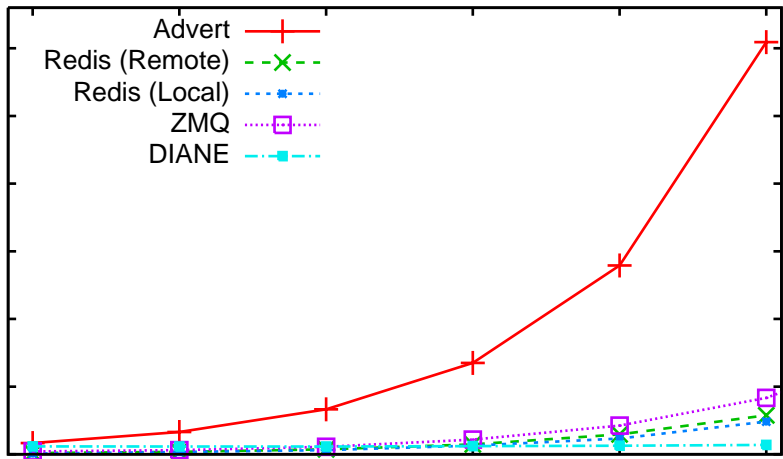 Advert
Redis (Remote)
Redis (Local)
ZMQ
DIANE